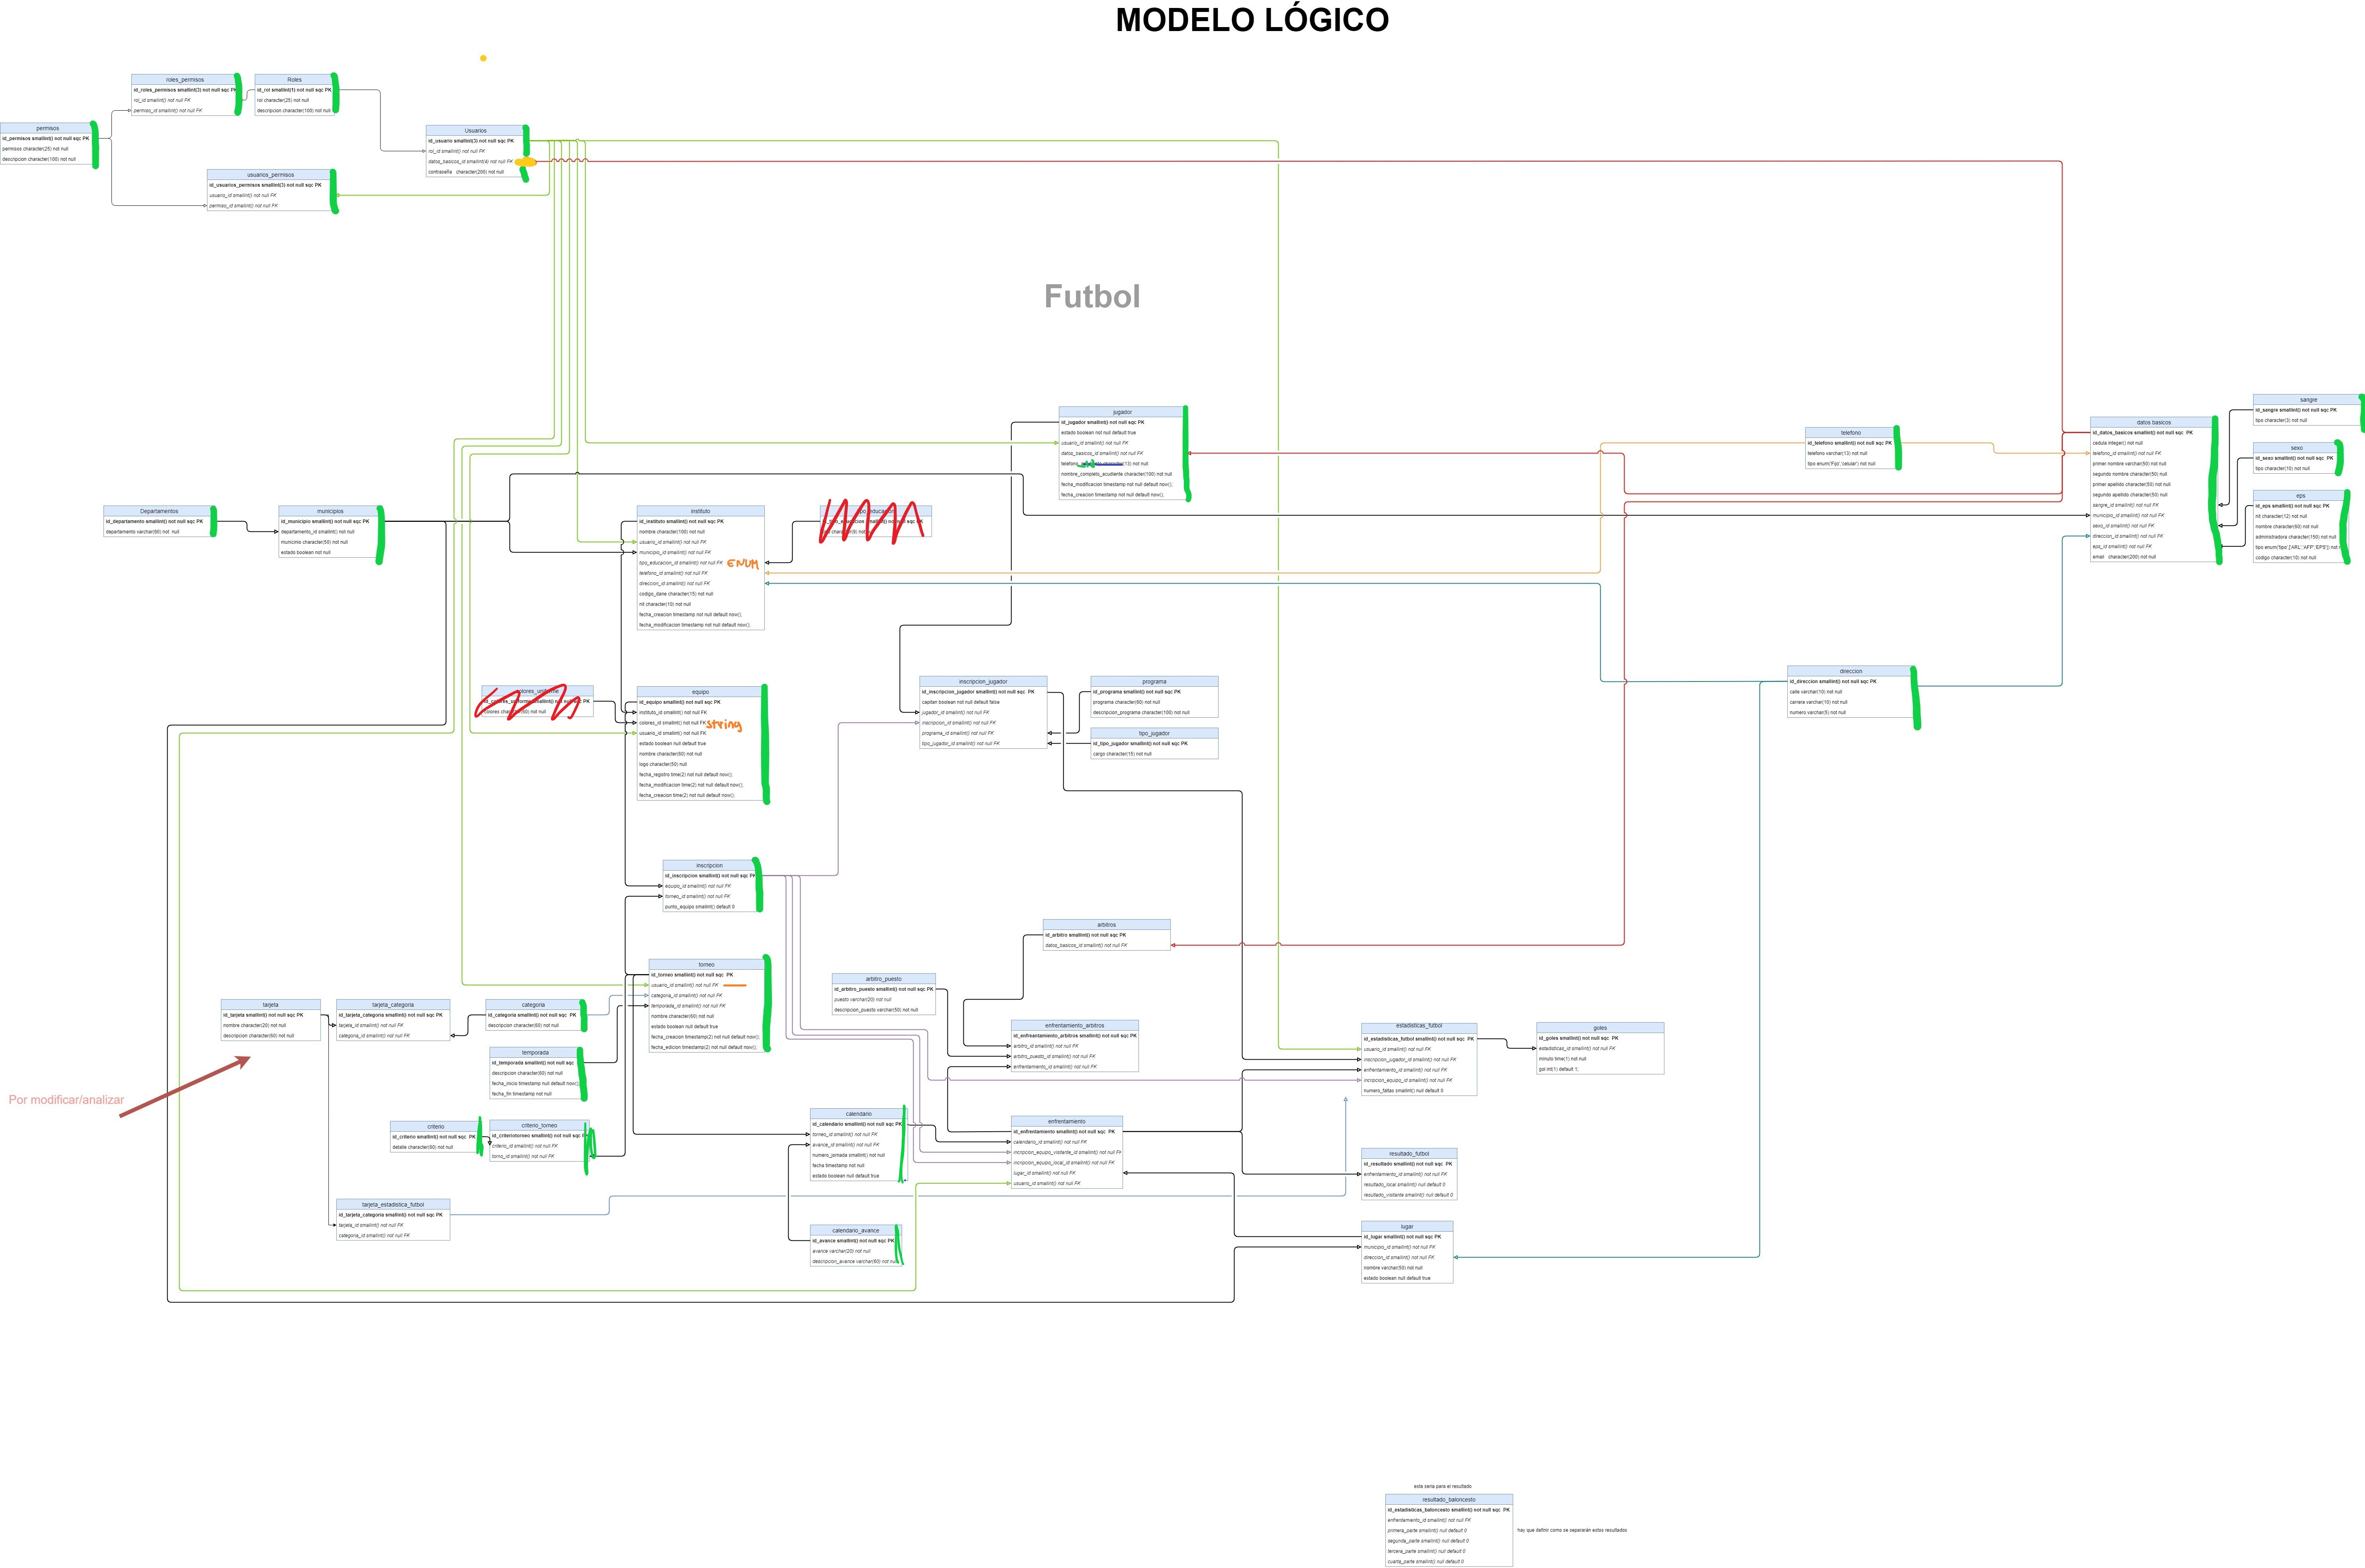 MODELO LÓGICO
roles_permisos
id_roles_permisos smallint(3) not null sqc PK
rol_id smallint() not null FK
permiso_id smallint() not null FK
Roles
id_rol smallint(1) not null sqc PK
rol character(25) not null
descripcion character(100) not null
permisos
id_permisos smallint() not null sqc PK
permisos character(25) not null
descripcion character(100) not null
Usuarios
id_usuario smallint(3) not null sqc PK
rol_id smallint() not null FK
datos_basicos_id smallint(4) not null FK
contraseña character(200) not null
usuarios_permisos
id_usuarios_permisos smallint(3) not null sqc PK
usuario_id smallint() not null FK
permiso_id smallint() not null FK
Futbol
jugador
id_jugador smallint() not null sqc PK
estado boolean not null default true
usuario_id smallint() not null FK
datos_basicos_id smallint() not null FK
character(13) not null
nombre_completo_acudiente character(100) not null
fecha_modificacion timestamp not null default now();
fecha_creacion timestamp not null default now();
telefono
id_telefono smallint() not null sqc PK
telefono varchar(13) not null
tipo enum('Fijo','celular') not null
datos basicos
id_datos_basicos smallint() not null sqc PK
cedula integer() not null
telefono_id smallint() not null FK
primer nombre varchar(50) not null
segundo nombre character(50) null
primer apellido character(50) not null
segundo apellido character(50) null
sangre_id smallint() not null FK
municipio_id smallint() not null FK
sexo_id smallint() not null FK
direccion_id smallint() not null FK
eps_id smallint() not null FK
email character(200) not null
sangre
id_sangre smallint() not null sqc PK
tipo character(3) not null
sexo
id_sexo smallint() not null sqc PK
tipo character(10) not null
eps
id_eps smallint() not null sqc PK
nit character(12) not null
nombre character(60) not null
administradora character(150) not null
tipo enum('tipo',['ARL','AFP','EPS'])
codigo character(10) not null
Departamentos
id_departamento smallint() not null sqc PK
departamento varchar(60) not null
municipios
id_municipio smallint() not null sqc PK
departamento_id smallint() not null
municinio character(50) not null
estado boolean not null
instituto
id_instituto smallint() not null sqc PK
nombre character(100) not null
usuario_id smallint() not null FK
municipio_id smallint() not null FK
tipo_educacion_id smallint() not null FK ENUM
telefono_id smallint() not null FK
direccion_id smallint() not null FK
codigo_dane character(15) not null
nit character(10) not null
fecha_creacion timestamp not null default now();
fecha_modificacion timestamp not null default now();
colores_uniforme
equipo
id_equipo smallint() not null sqc PK
instituto_id smallint() not null FK
colores_id smallint() not null FK string
usuario_id smallint() not null FK
estado boolean null default true
nombre character(60) not null
logo character(50) null
fecha_registro time(2) not null default now();
fecha_modificacion time(2) not null default now();
fecha_creacion time(2) not null default now();
inscripcion_jugador
id_inscripcion_jugador smallint() not null sqc PK
capitan boolean not null default false
jugador_id smallint() not null FK
inscripcion_id smallint() not null FK
programa_id smallint() not null FK
tipo_jugador_id smallint() not null FK
programa
id_programa smallint() not null sqc PK
programa character(60) not null
descripcion_programa character(100) not null
tipo_jugador
id_tipo_jugador smallint() not null sqc PK
cargo character(15) not null
direccion
id_direccion smallint() not null sqc PK
calle varchar(10) not null
carrera varchar(10) not null
numero varchar(5) not null
inscripcion
id_inscripcion smallint() not null sqc PK
equipo_id smallint() not null FK
torneo_id smallint() not null FK
punto_equipo smallint() default 0
arbitros
id_arbitro smallint() not null sqc PK
datos_basicos_id smallint() not null FK
torneo
id_torneo smallint() not null sqc PK
usuario_id smallint() not null FK
categoria_id smallint() not null FK
temporada_id smallint() not null FK
nombre character(60) not null
estado boolean null default true
fecha_creacion timestamp(2) not null default now();
fecha_edicion timestamp(2) not null default now();
arbitro_puesto
id_arbitro_puesto smallint() not null sqc PK
puesto varchar(20) not null
descripcion_puesto varchar(50) not null
tarjeta
id_tarjeta smallint() not null sqc PK
nombre character(20) not null
descripcion character(60) not null
tarjeta_categoria
id_tarjeta_categoria smallint() not null sqc PK
tarjeta_id smallint() not null FK
categoria_id smallint() not null FK
categoria
id_categoria smallint() not null sqc PK
descripcion character(60) not null
temporada
id_temporada smallint() not null sqc
descripcion character(60) not null
fecha_inicio timestamp not null default now();
fecha_fin timestamp not null
enfrentamiento_arbitros
id_enfrentamiento_arbitros smallint() not null sqc PK
arbitro_id smallint() not null FK
arbitro_puesto_id smallint() not null FK
enfrentamiento_id smallint() not null FK
estadisticas_futbol
id_estadisticas_futbol smallint() not null sqc PK
usuario_id smallint() not null FK
inscripcion_jugador_id smallint() not null FK
enfrentamiento_id smallint() not null FK
incripcion_equipo_id smallint() not null FK
numero_faltas smallint() null default 0
goles
id_goles smallint() not null sqc PK
estadisticas_id smallint() not null FK
minuto time(1) not null
gol int(1) default 1;
Por modificar/analizar
criterio
id_criterio smallint() not null sqc PK
detalle character(60) not null
criterio_torneo
id_criteriotorneo smallint() not null sqc PK
criterio_id smallint() not null FK
torno_id smallint() not null FK
calendario
id_calendario smallint() not null sqc PK
torneo_id smallint() not null FK
avance_id smallint() not null FK
numero_jornada smallint() not null
fecha timestamp not null
estado boolean not null default true
enfrentamiento
id_enfrentamiento smallint() not null sqc PK
calendario_id smallint() not null FK
incripcion_equipo_visitante_id smallint() not null FK
incripcion_equipo_local_id smallint() not null FK
lugar_id smallint() not null FK
usuario_id smallint() not null FK
resultado_futbol
id_resultado smallint() not null sqc PK
enfrentamiento_id smallint() not null FK
resultado_local smallint() null default 0
resultado_visitante smallint() null default 0
tarjeta_estadistica_futbol
id_tarjeta_categoria smallint() not null sqc PK
tarjeta_id smallint() not null FK
categoria_id smallint() not null FK
calendario_avance
id_avance smallint() not null sqc PK
avance varchar(20) not null
descripcion_avance varchar(60) not null
lugar
id_lugar smallint() not null sqc PK
municipio_id smallint() not null FK
direccion_id smallint() not null FK
nombre varchar(50) not null
estado boolean null default true
esta seria para el resultado
resultado_baloncesto
id_estadisticas_baloncesto smallint() not null sqc PK
enfrentamiento_id smallint() not null FK
primera_parte smallint() null default 0
segunda_parte smallint() null default 0
tercera_parte smallint() null default 0
cuarta_parte smallint() null default 0
hay que definir como se separarán estas resultados